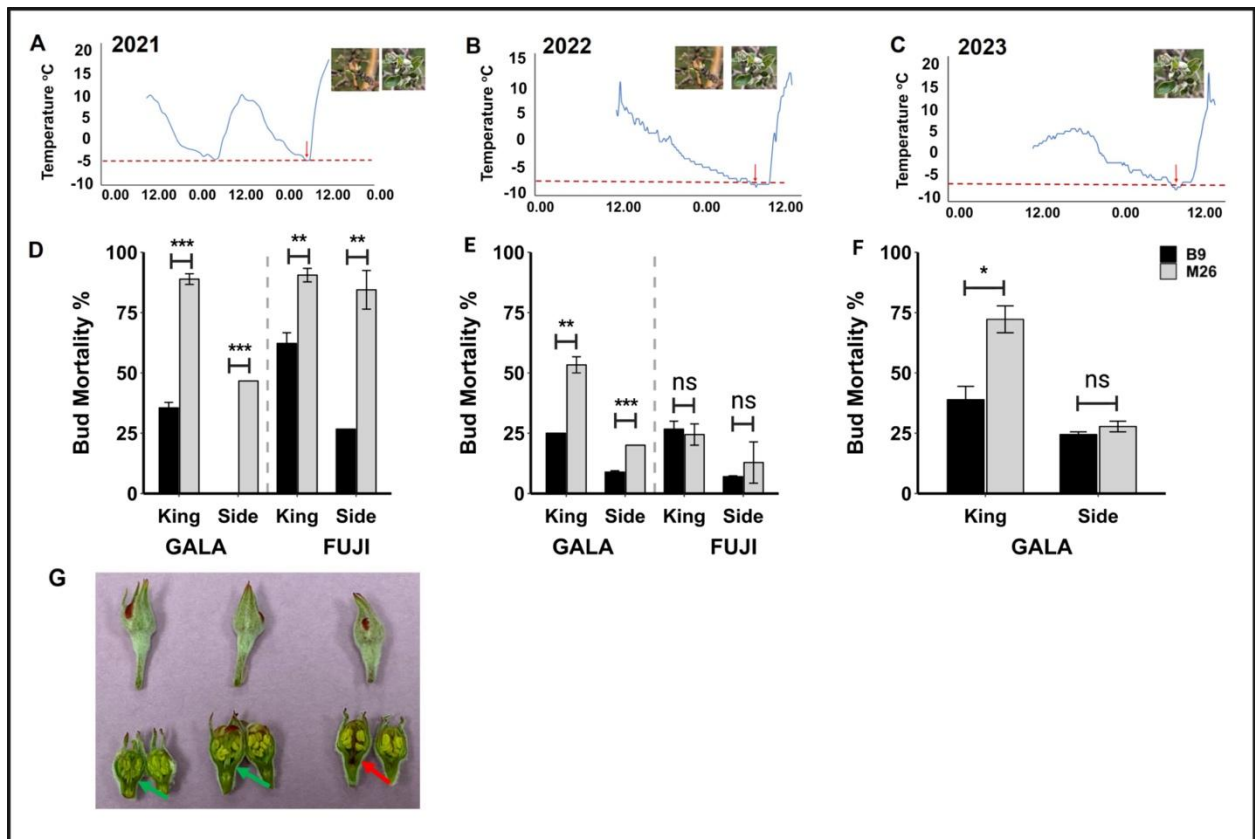 A 2021
Temperature °C
20
15
10
5
0
-5
-10
0.00 12.00 0.00 12.00 0.00 12.00 0.00
B 2022
Temperature °C
20
15
10
5
0
-5
-10
0.00 12.00 0.00 12.00
C 2023
Temperature °C
20
15
10
5
0
-5
-10
0.00 12.00 0.00 12.00
D
Bud Mortality %
100
75
50
25
0
*** *** ** **
King Side King Side
GALA FUJI
E
Bud Mortality %
100
75
50
25
0
** *** ns ns
King Side King Side
GALA FUJI
F
Bud Mortality %
100
75
50
25
0
* ns
B9
M26
King Side
GALA
G